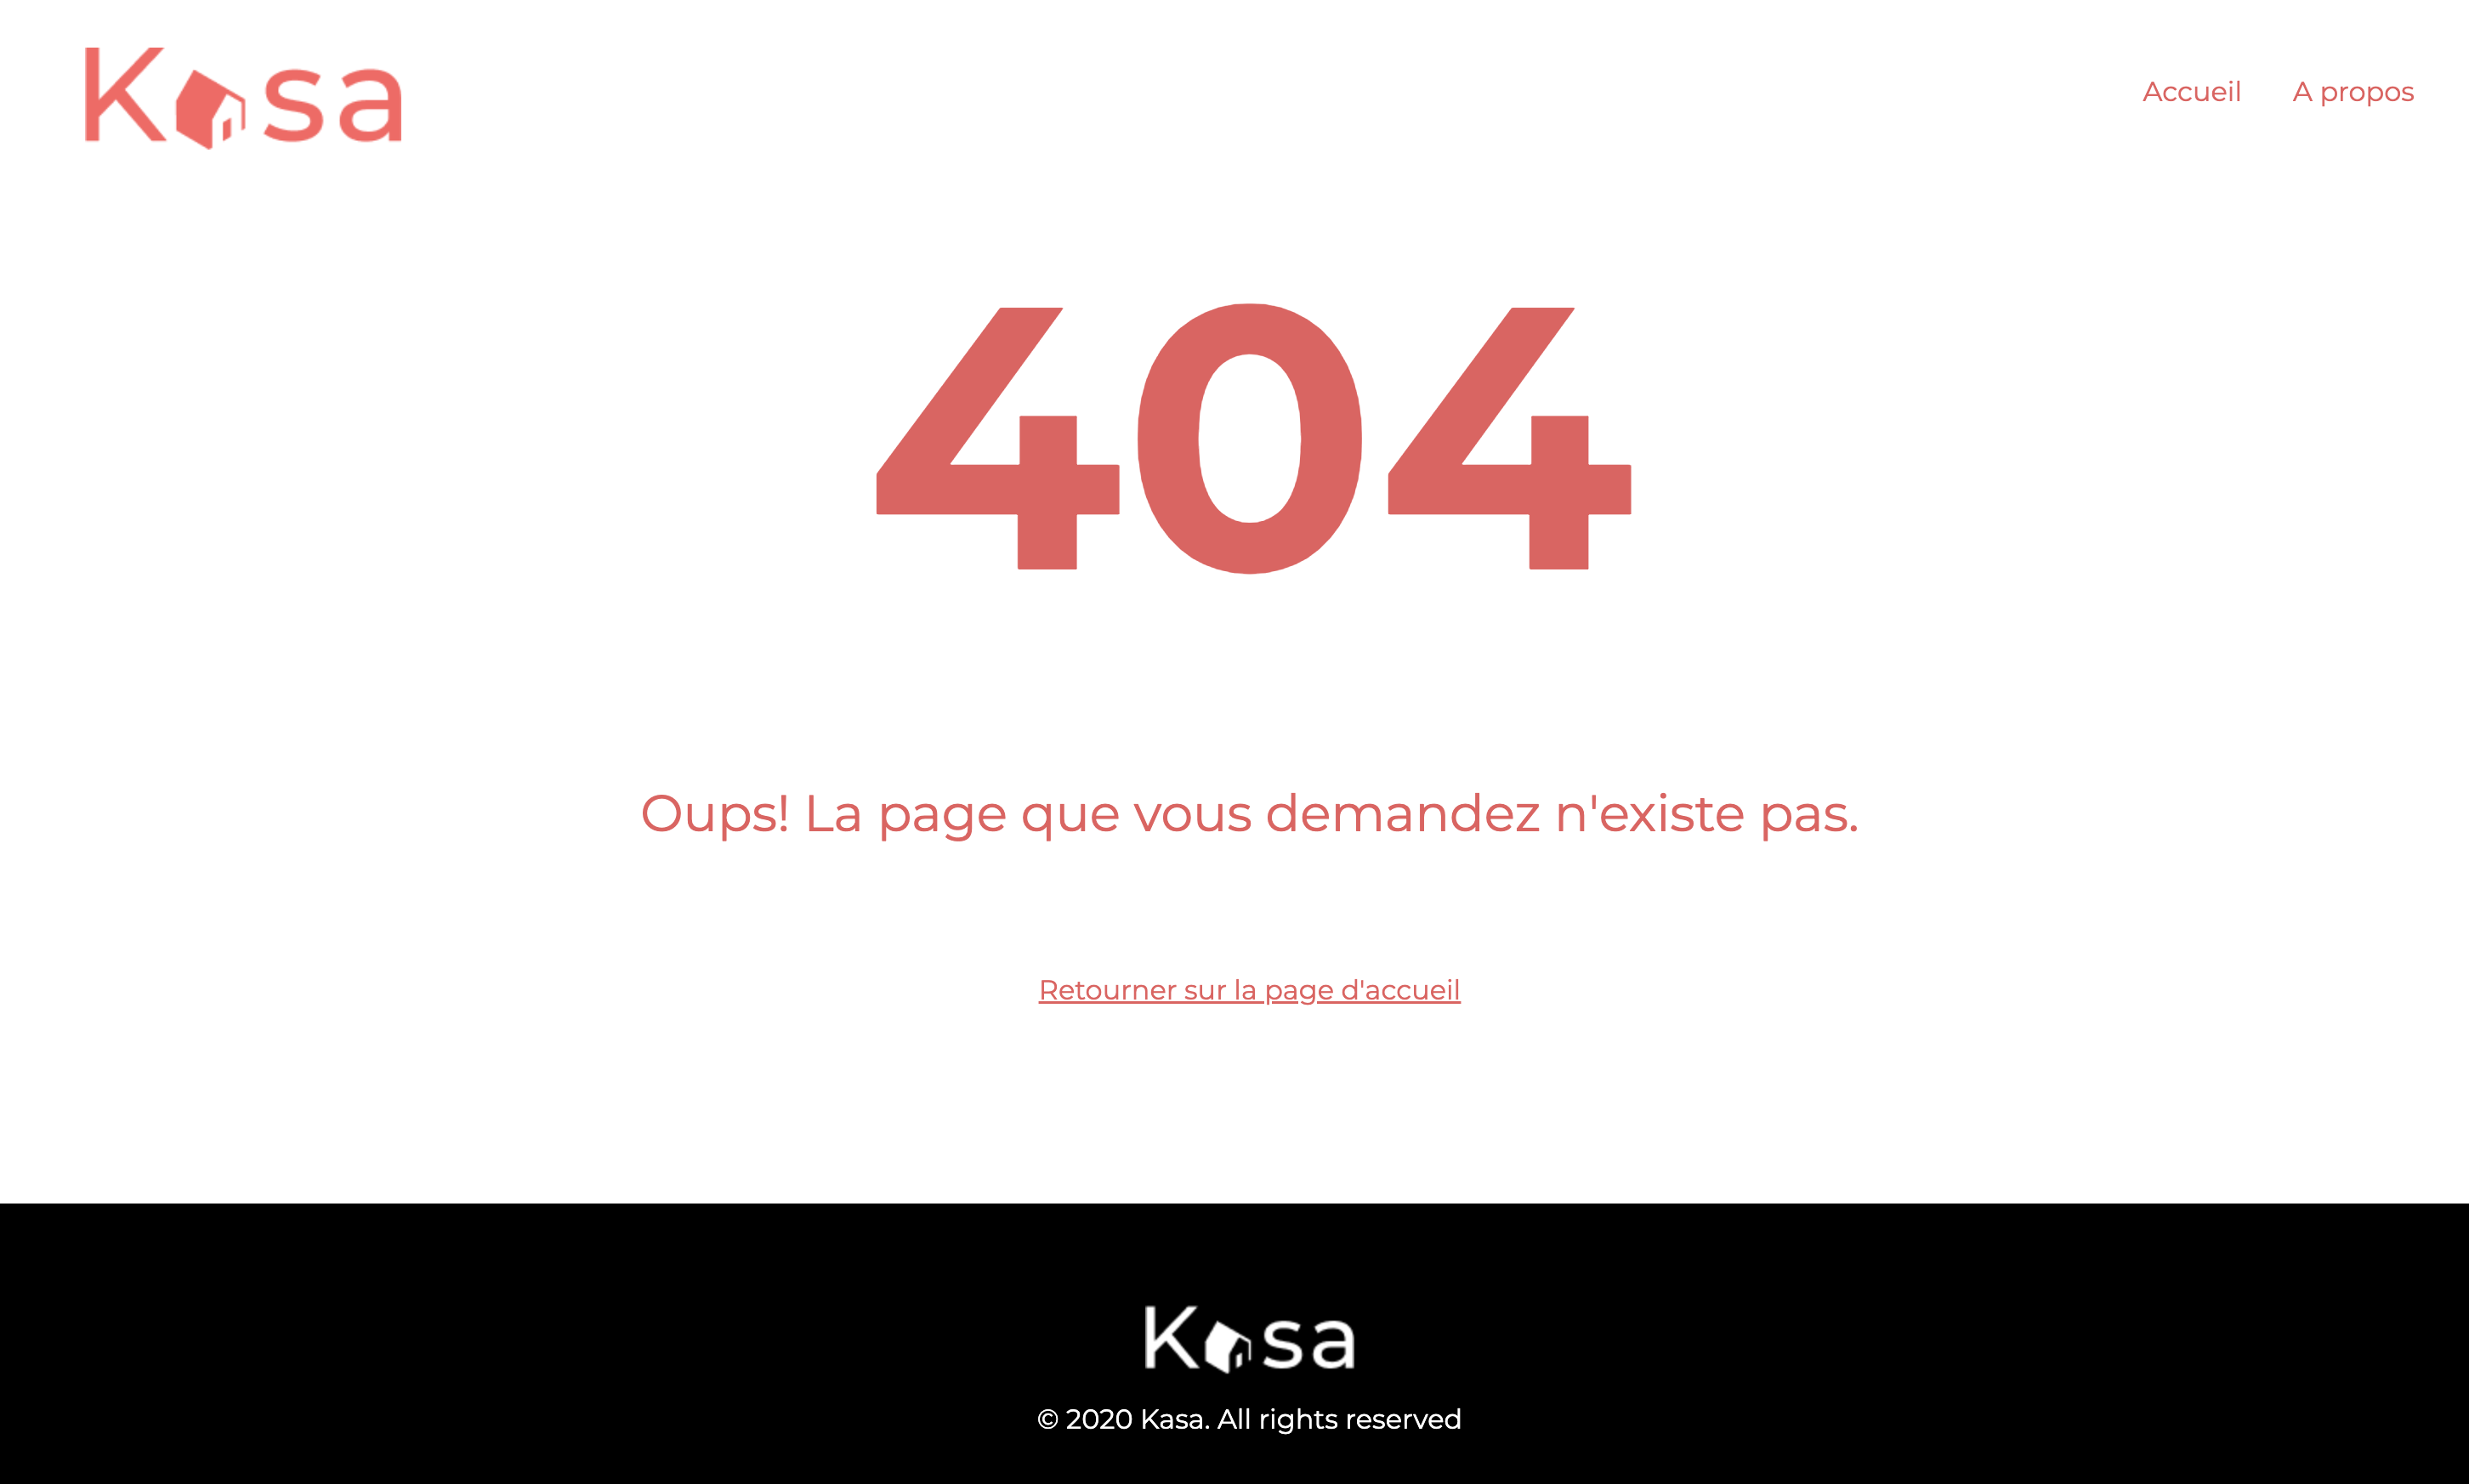 Kasa
Accueil
A propos
404
Oups! La page que vous demandez n'existe pas.
Retourner sur la page d'accueil
Kasa
© 2020 Kasa. All rights reserved